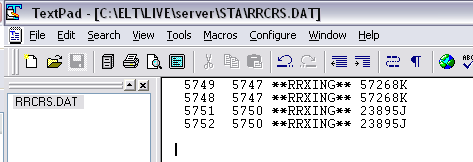 TextPad - [C:\ELT\LIVE\server\STA\RRCRS.DAT]
File Edit Search View Tools Macros Configure Window Help
ABC
RRCRS.DAT
5749 5747 **RRXING** 57268K
5748 5747 **RRXING** 57268K
5751 5750 **RRXING** 23895J
5752 5750 **RRXING** 23895J